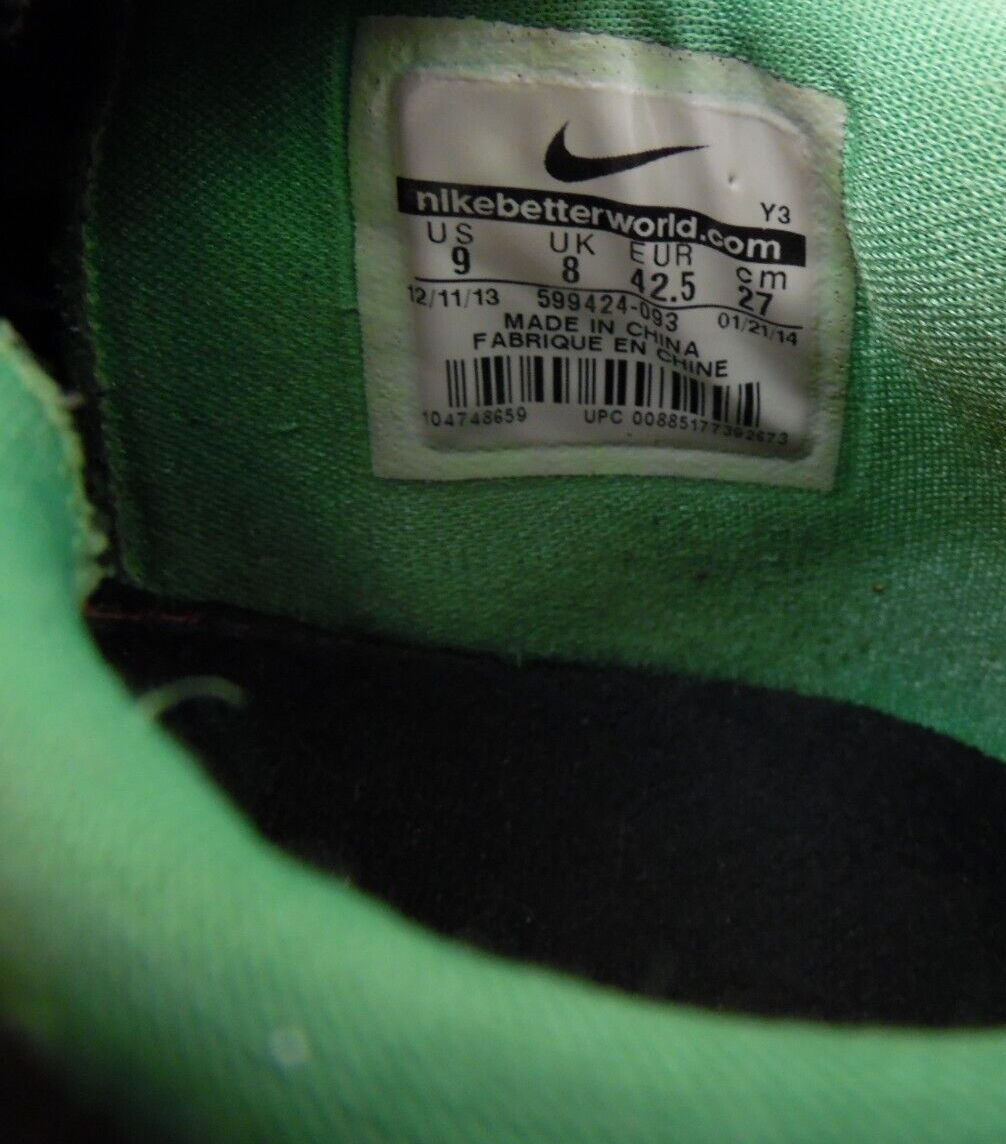 nikebetterworld.com
Y3
US UK EUR cm
9 8 42.5 27
12/11/13 599424-093 01/21/14
MADE IN CHINA
FABRIQUE EN CHINE
104748659 UPC 00885177392673